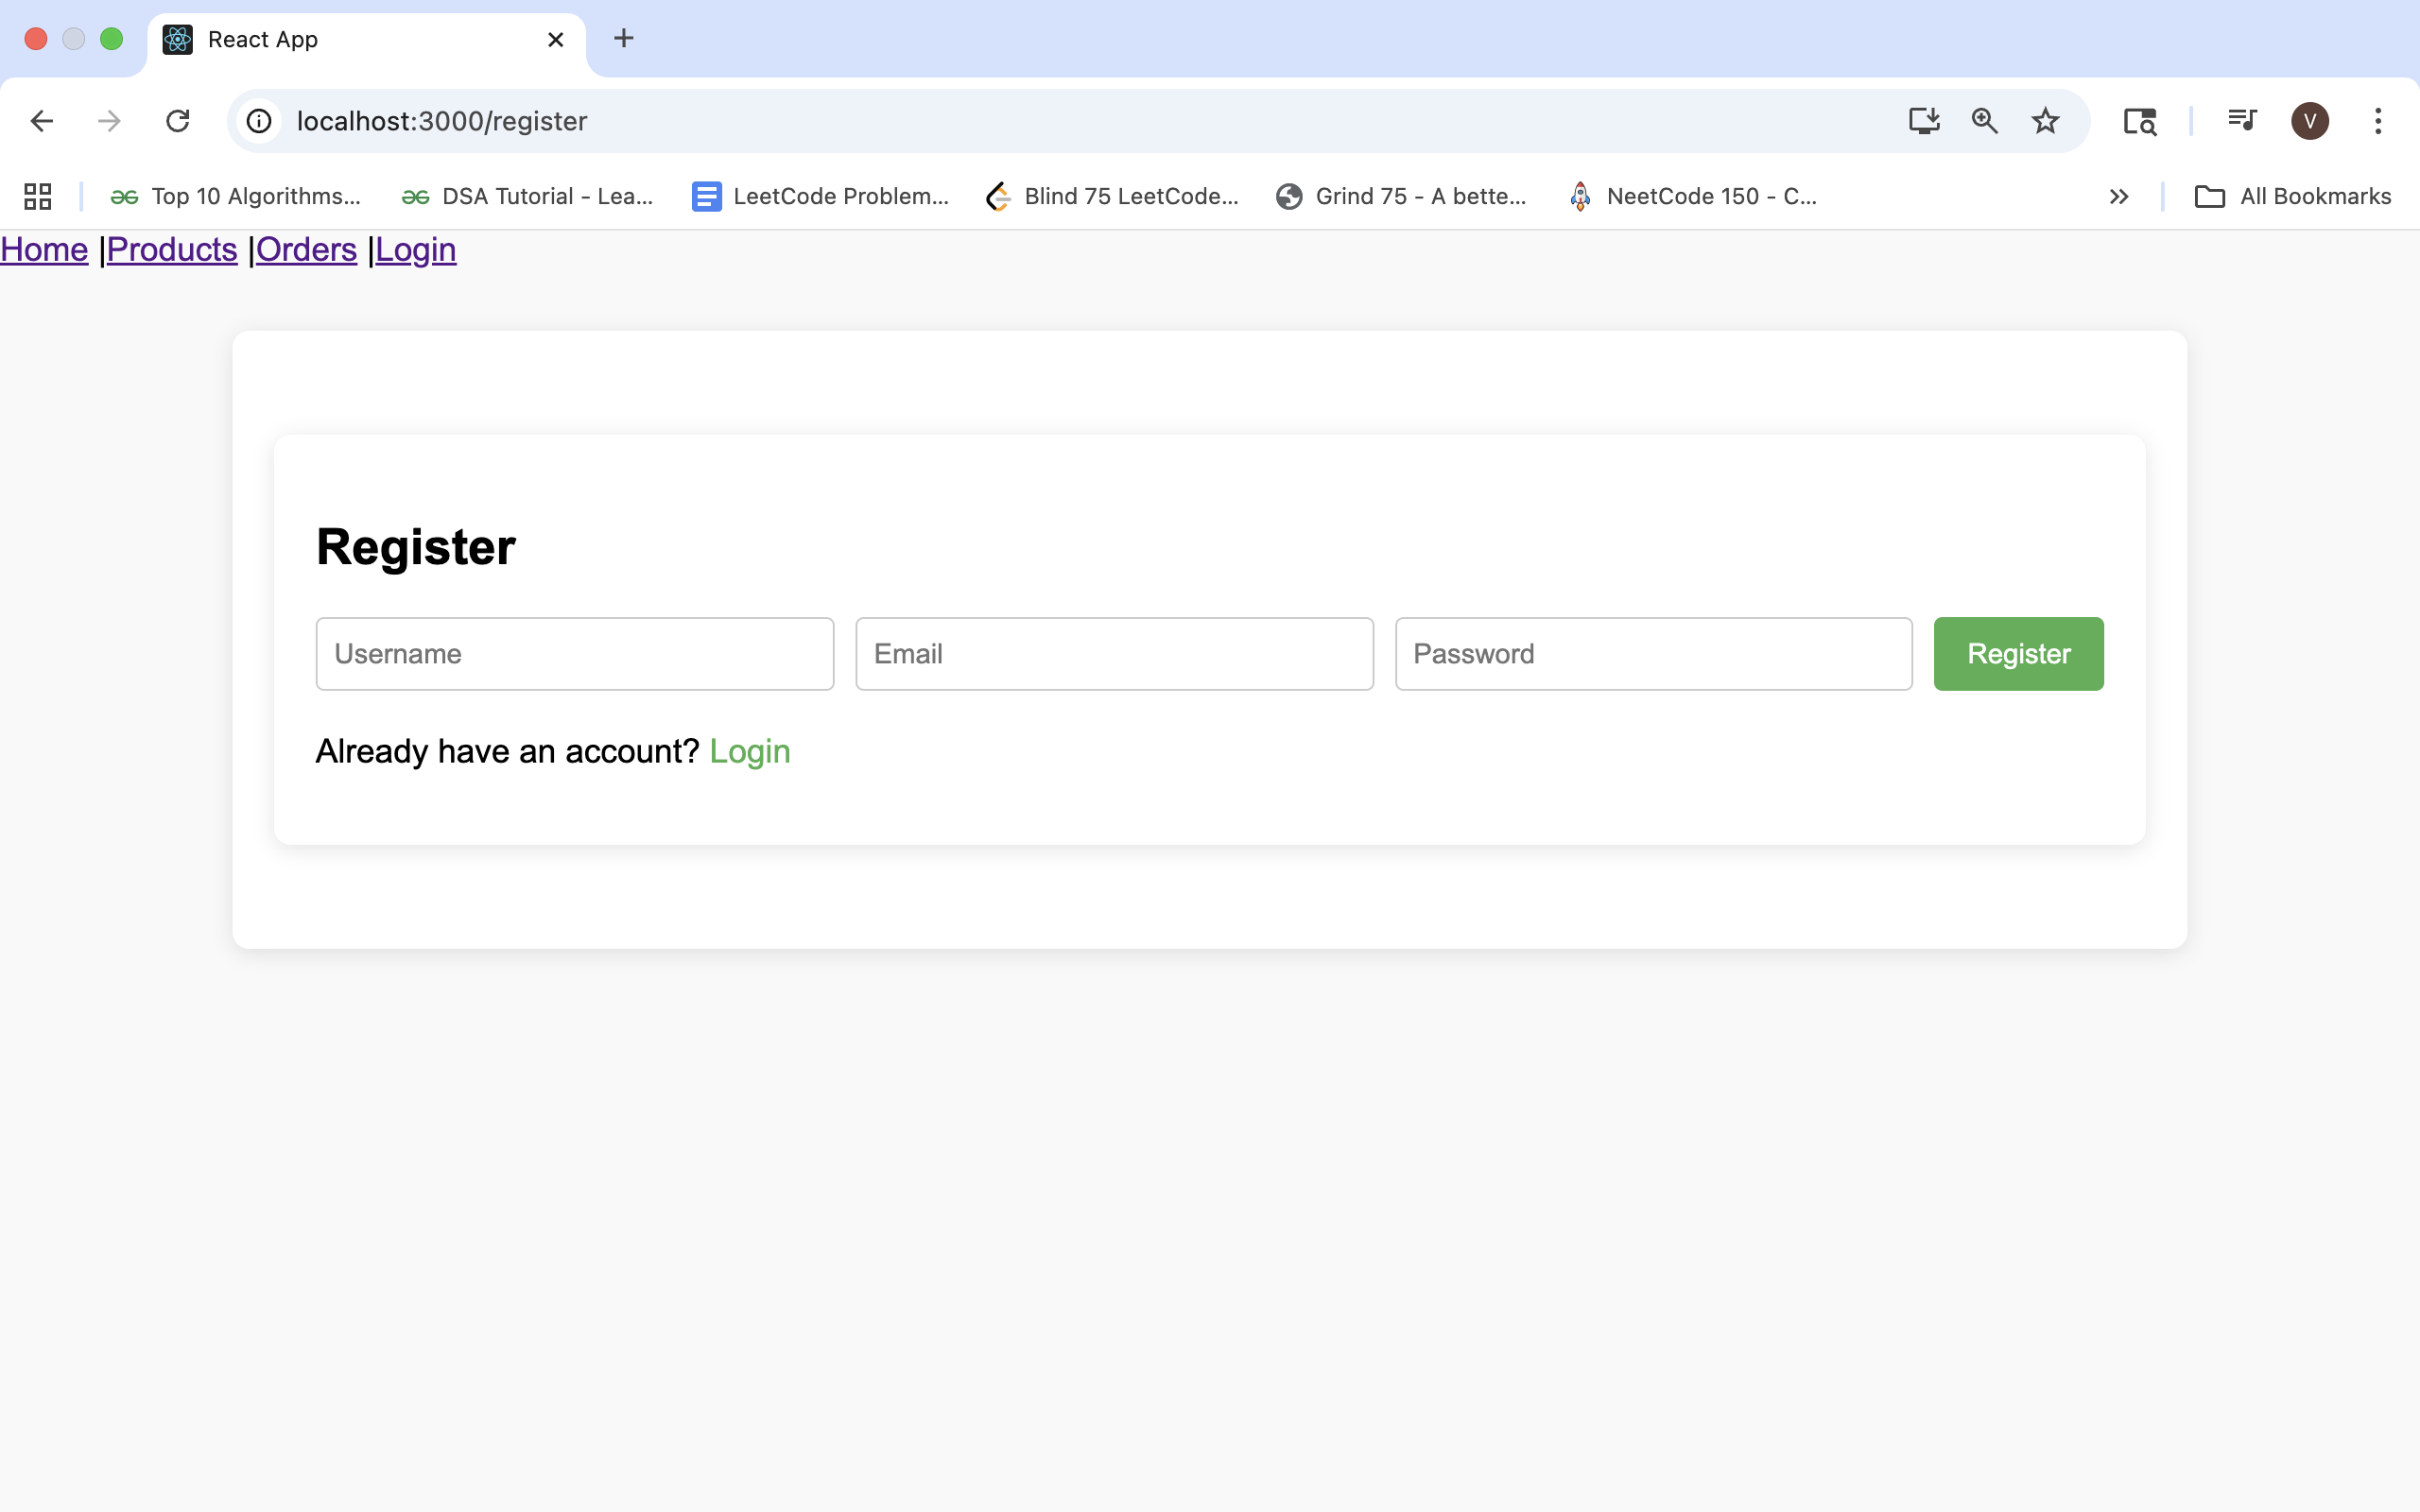 React App
localhost:3000/register
V
Top 10 Algorithms... DSA Tutorial - Lea... LeetCode Problem... Blind 75 LeetCode... Grind 75 - A bette... NeetCode 150 - C... All Bookmarks
Home |Products |Orders |Login
Register
Username Email Password Register
Already have an account? Login